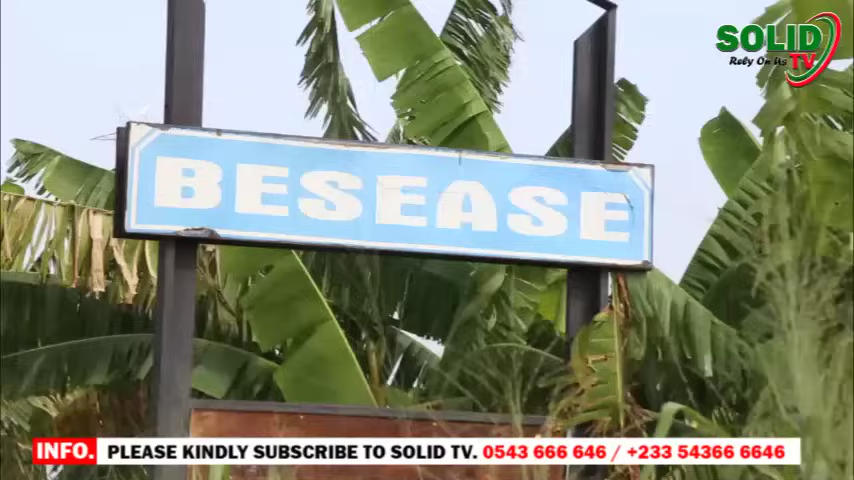 SOLID
Rely On Us TV
BESEASE
INFO. PLEASE KINDLY SUBSCRIBE TO SOLID TV. 0543 666 646 / +233 54366 6646